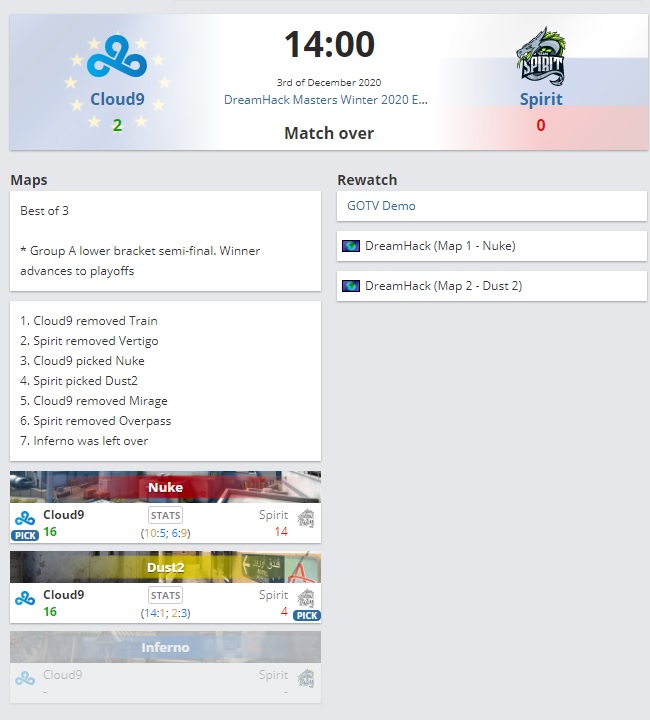 14:00
3rd of December 2020
Cloud9
DreamHack Masters Winter 2020 E...
Spirit
2
Match over
0
SPIRIT
Maps
Rewatch
Best of 3
* Group A lower bracket semi-final. Winner
advances to playoffs
GOTV Demo
DreamHack (Map 1 - Nuke)
DreamHack (Map 2 - Dust 2)
1. Cloud9 removed Train
2. Spirit removed Vertigo
3. Cloud9 picked Nuke
4. Spirit picked Dust2
5. Cloud9 removed Mirage
6. Spirit removed Overpass
7. Inferno was left over
Nuke
Cloud9 STATS Spirit
PICK 16 (10:5; 6:9) 14
Dust2
Cloud9 STATS Spirit
16 (14:1; 2:3) 4 PICK
Inferno
Cloud9 Spirit
- -